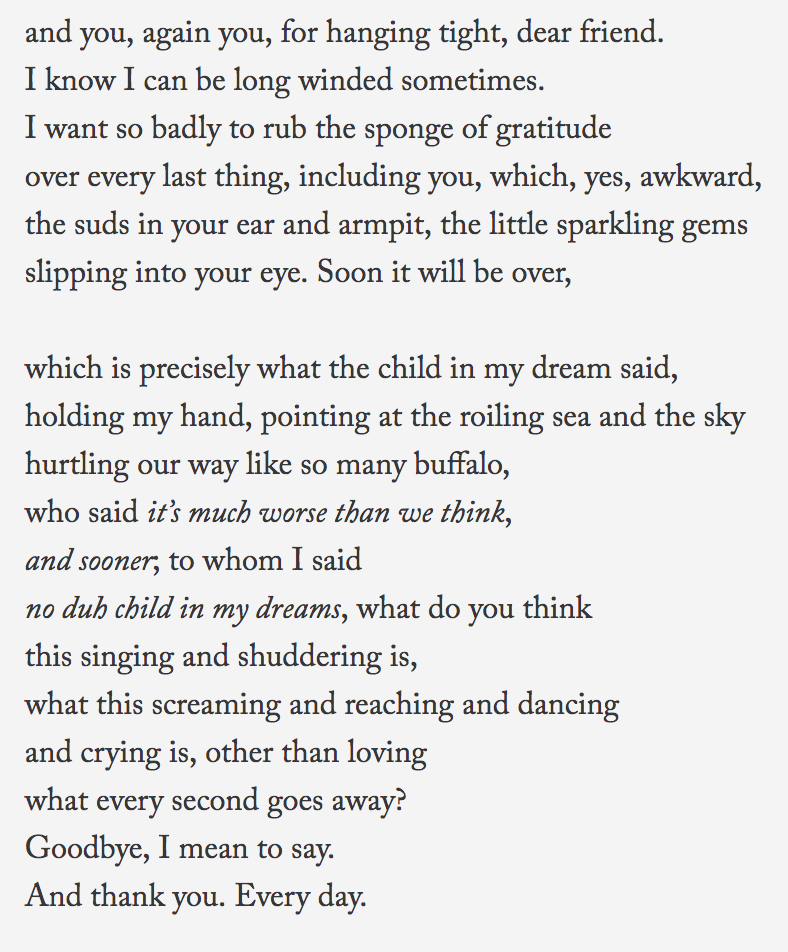 and you, again you, for hanging tight, dear friend.
I know I can be long winded sometimes.
I want so badly to rub the sponge of gratitude
over every last thing, including you, which, yes, awkward,
the suds in your ear and armpit, the little sparkling gems
slipping into your eye. Soon it will be over,
which is precisely what the child in my dream said,
holding my hand, pointing at the roiling sea and the sky
hurtling our way like so many buffalo,
who said it’s much worse than we think,
and sooner; to whom I said
no duh child in my dreams, what do you think
this singing and shuddering is,
what this screaming and reaching and dancing
and crying is, other than loving
what every second goes away?
Goodbye, I mean to say.
And thank you. Every day.